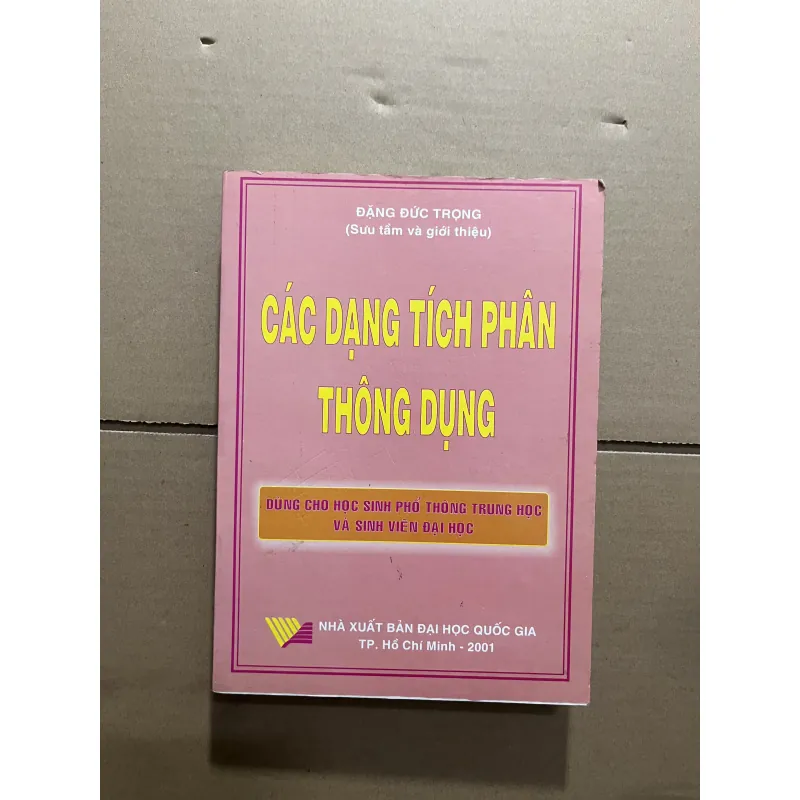 ĐẶNG ĐỨC TRỌNG
(Sưu tầm và giới thiệu)
CÁC DẠNG TÍCH PHÂN
THÔNG DỤNG
DÙNG CHO HỌC SINH PHỔ THÔNG TRUNG HỌC
VÀ SINH VIÊN ĐẠI HỌC
NHÀ XUẤT BẢN ĐẠI HỌC QUỐC GIA
TP. Hồ Chí Minh - 2001